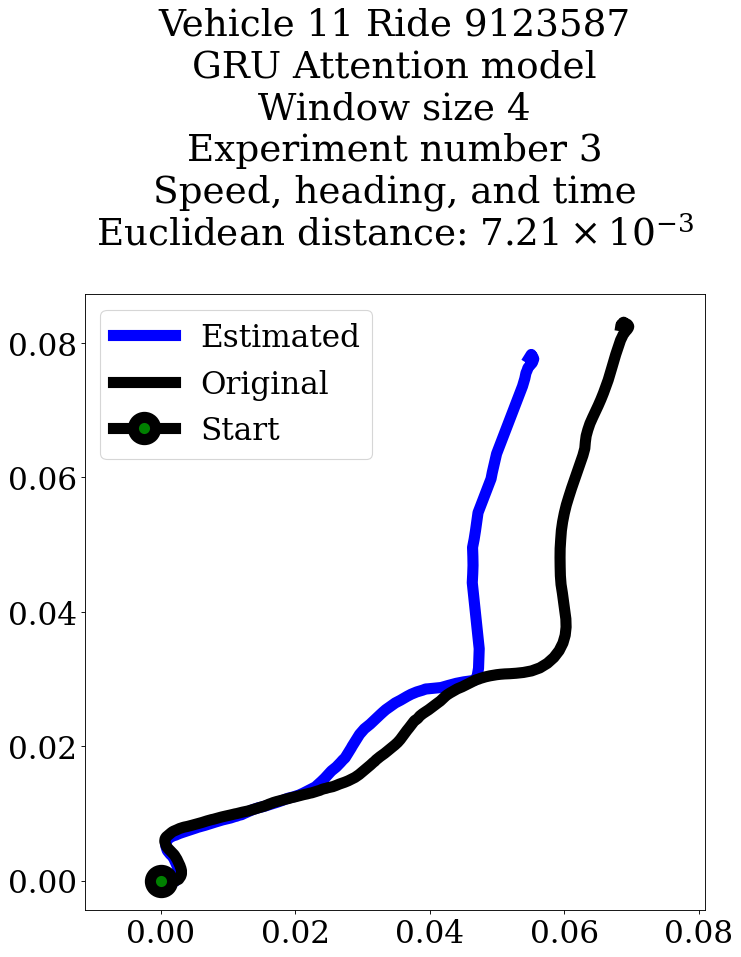 Vehicle 11 Ride 9123587
GRU Attention model
Window size 4
Experiment number 3
Speed, heading, and time
Euclidean distance: 7.21 × 10⁻³
Estimated
Original
Start
0.08
0.06
0.04
0.02
0.00
0.00 0.02 0.04 0.06 0.08